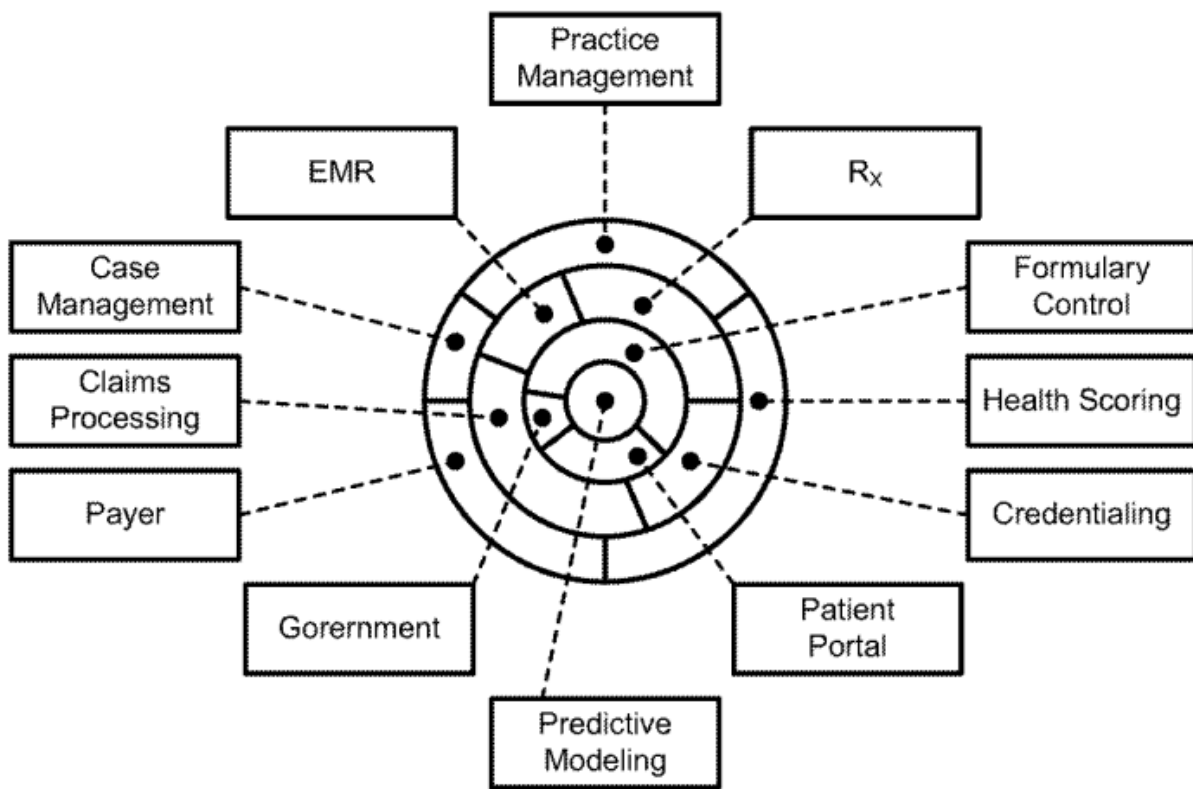 Practice
Management
EMR
Rx
Case
Management
Formulary
Control
Claims
Processing
Health Scoring
Payer
Credentialing
Gorernment
Patient
Portal
Predictive
Modeling